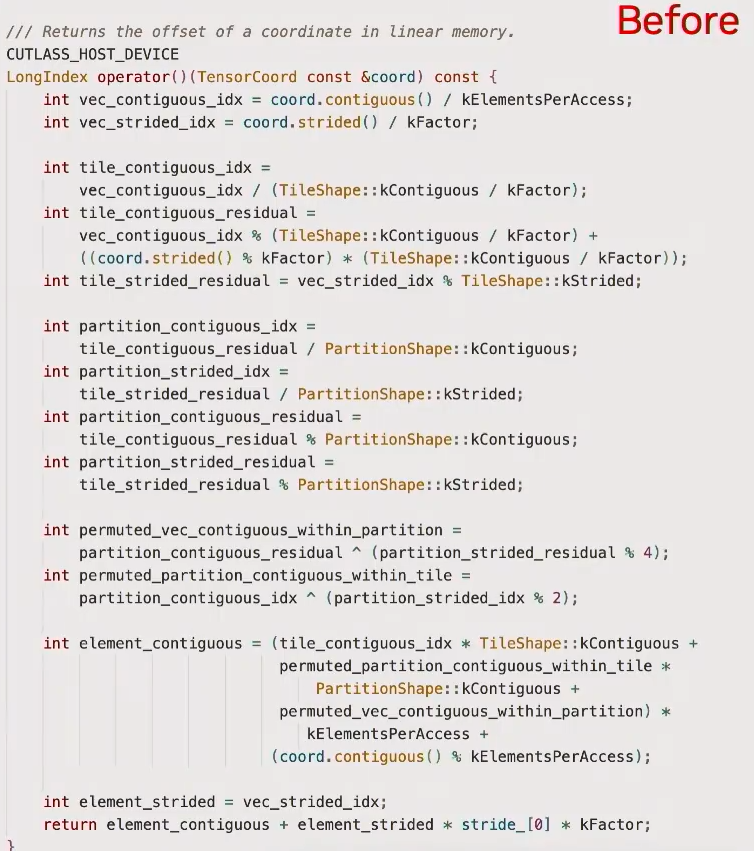 Before
/// Returns the offset of a coordinate in linear memory.
CUTLASS_HOST_DEVICE
LongIndex operator()(TensorCoord const &coord) const {
    int vec_contiguous_idx = coord.contiguous() / kElementsPerAccess;
    int vec_strided_idx = coord.strided() / kFactor;

    int tile_contiguous_idx =
        vec_contiguous_idx / (TileShape::kContiguous / kFactor);
    int tile_contiguous_residual =
        vec_contiguous_idx % (TileShape::kContiguous / kFactor) +
        ((coord.strided() % kFactor) * (TileShape::kContiguous / kFactor));
    int tile_strided_residual = vec_strided_idx % TileShape::kStrided;

    int partition_contiguous_idx =
        tile_contiguous_residual / PartitionShape::kContiguous;
    int partition_strided_idx =
        tile_strided_residual / PartitionShape::kStrided;
    int partition_contiguous_residual =
        tile_contiguous_residual % PartitionShape::kContiguous;
    int partition_strided_residual =
        tile_strided_residual % PartitionShape::kStrided;

    int permuted_vec_contiguous_within_partition =
        partition_contiguous_residual ^ (partition_strided_residual % 4);
    int permuted_partition_contiguous_within_tile =
        partition_contiguous_idx ^ (partition_strided_idx % 2);

    int element_contiguous = (tile_contiguous_idx * TileShape::kContiguous +
                              permuted_partition_contiguous_within_tile *
                                  PartitionShape::kContiguous +
                              permuted_vec_contiguous_within_partition) *
                                 kElementsPerAccess +
                             (coord.contiguous() % kElementsPerAccess);

    int element_strided = vec_strided_idx;
    return element_contiguous + element_strided * stride_[0] * kFactor;
}